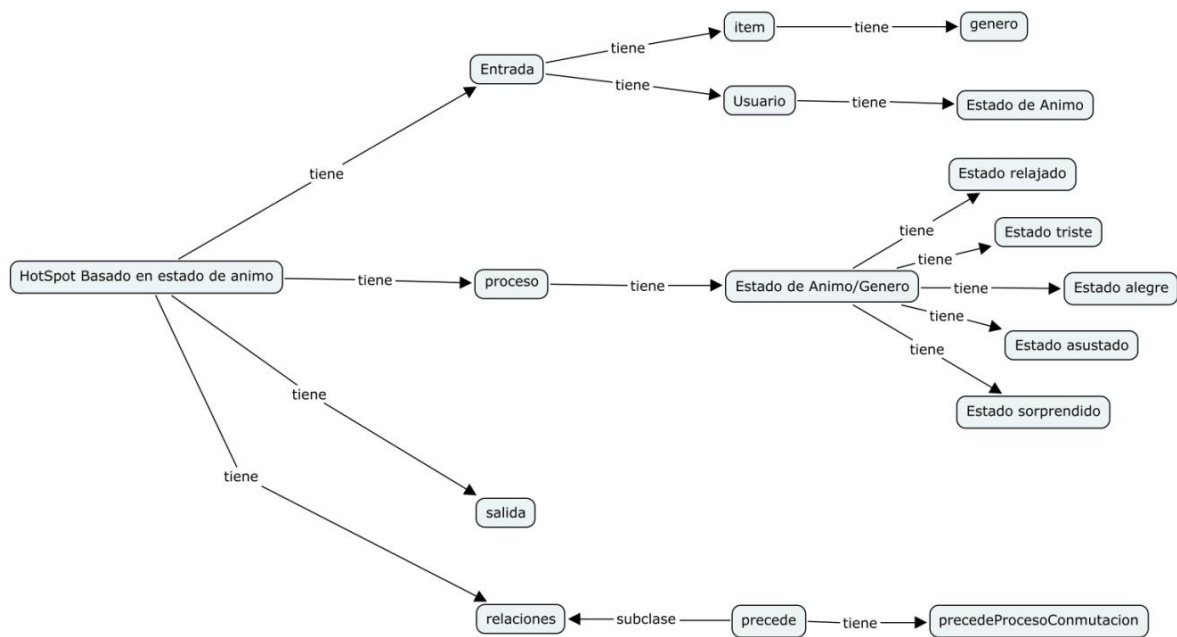 item
tiene
genero
tiene
Entrada
tiene
Usuario
tiene
Estado de Animo
tiene
Estado relajado
tiene
Estado triste
tiene
HotSpot Basado en estado de animo
tiene
proceso
tiene
Estado de Animo/Genero
tiene
Estado alegre
tiene
Estado asustado
tiene
Estado sorprendido
tiene
tiene
salida
relaciones
subclase
precede
tiene
precedeProcesoConmutacion